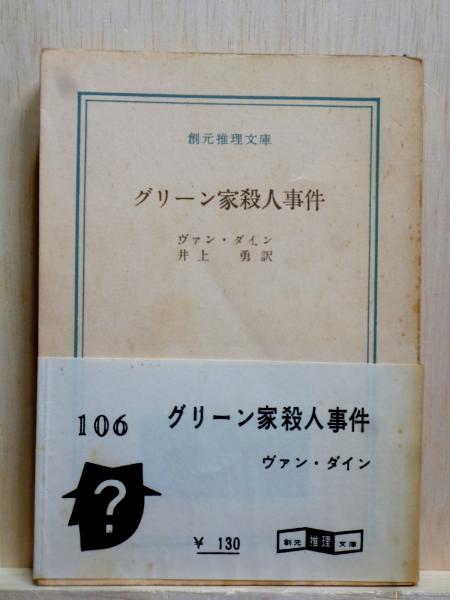 創元推理文庫
グリーン家殺人事件
ヴァン・ダイン
井上 勇訳
106
グリーン家殺人事件
ヴァン・ダイン
?
¥ 130
創元 推理 文庫